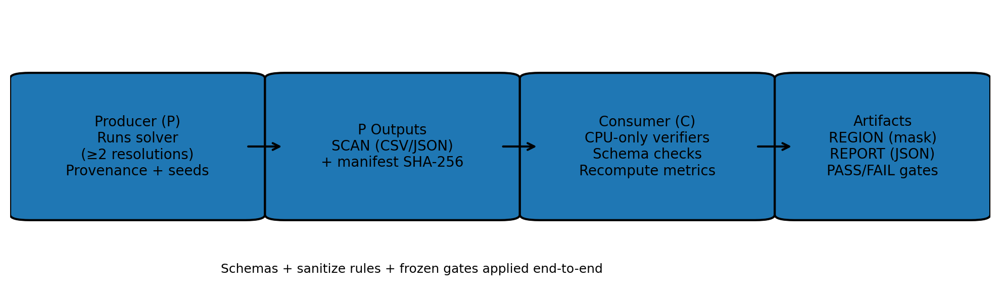 Producer (P)
Runs solver
(≥2 resolutions)
Provenance + seeds
P Outputs
SCAN (CSV/JSON)
+ manifest SHA-256
Consumer (C)
CPU-only verifiers
Schema checks
Recompute metrics
Artifacts
REGION (mask)
REPORT (JSON)
PASS/FAIL gates
Schemas + sanitize rules + frozen gates applied end-to-end